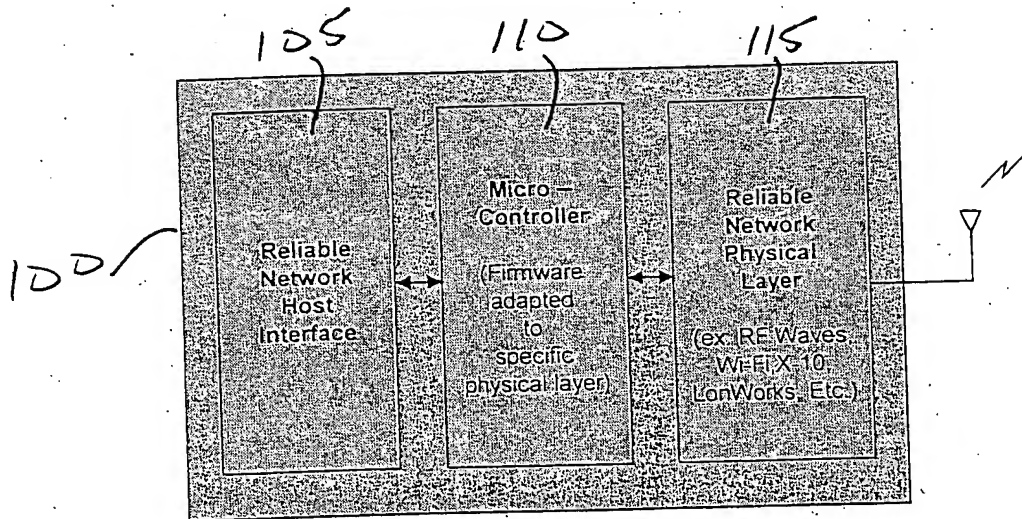 105
110
115
100
Reliable
Network
Host
Interface
Micro –
Controller
(Firmware
adapted
to
specific
physical layer)
Reliable
Network
Physical
Layer
(ex: RF Waves,
Wi-Fi,X-10,
LonWorks, Etc.)